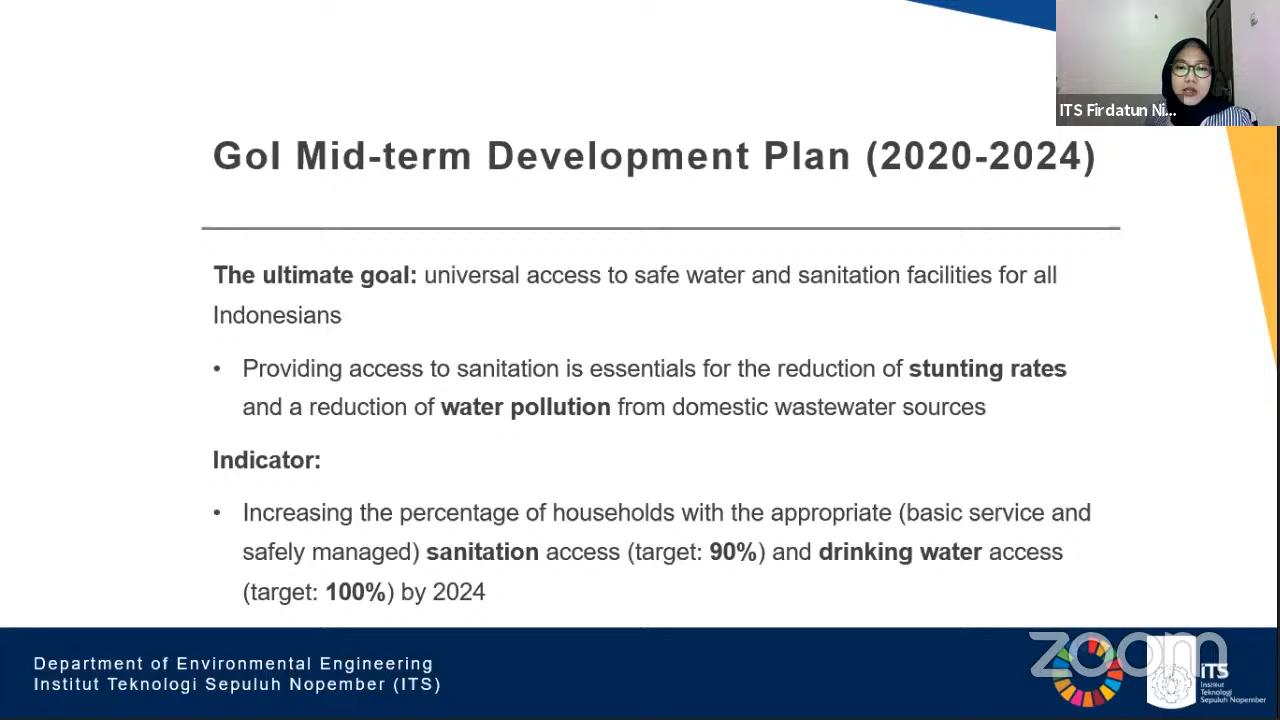 ITS Firdatun Ni...
GoI Mid-term Development Plan (2020-2024)
The ultimate goal: universal access to safe water and sanitation facilities for all
Indonesians
• Providing access to sanitation is essentials for the reduction of stunting rates
and a reduction of water pollution from domestic wastewater sources
Indicator:
• Increasing the percentage of households with the appropriate (basic service and
safely managed) sanitation access (target: 90%) and drinking water access
(target: 100%) by 2024
Department of Environmental Engineering
Institut Teknologi Sepuluh Nopember (ITS)
zoom
iTS
Institut
Teknologi
Sepuluh Nopember